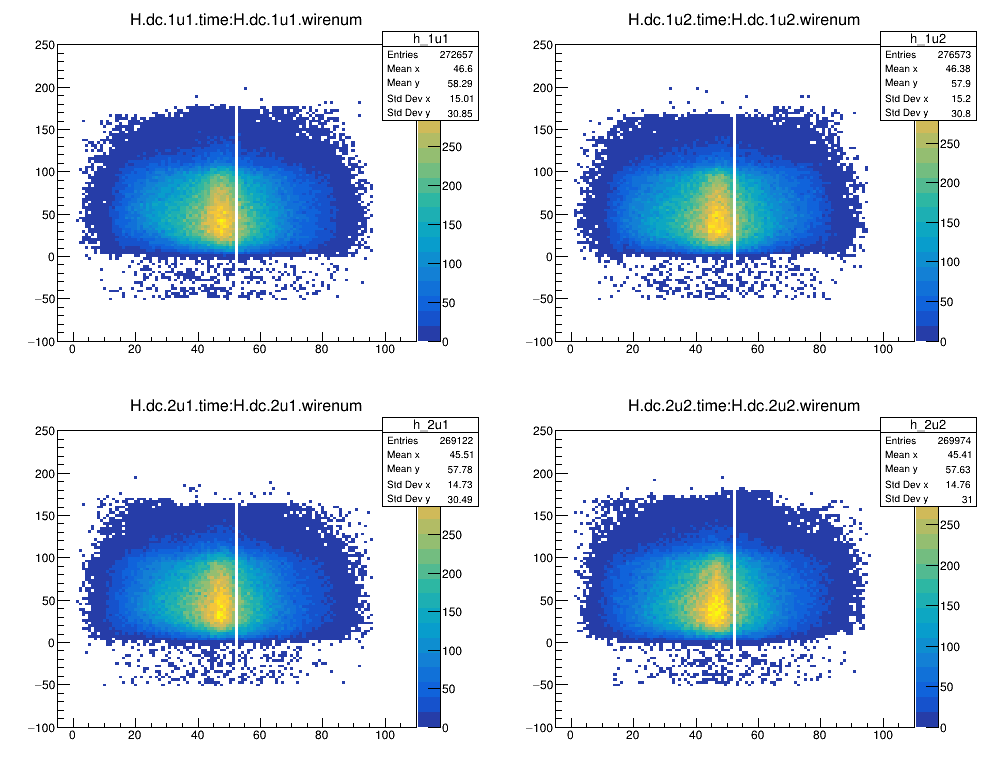 H.dc.1u1.time:H.dc.1u1.wirenum
h_1u1
Entries 272657
Mean x 46.6
Mean y 58.29
Std Dev x 15.01
Std Dev y 30.85
250
200
150
100
50
0
−50
−100
0 20 40 60 80 100
250
200
150
100
50
0
H.dc.1u2.time:H.dc.1u2.wirenum
h_1u2
Entries 276573
Mean x 46.38
Mean y 57.9
Std Dev x 15.2
Std Dev y 30.8
250
200
150
100
50
0
−50
−100
0 20 40 60 80 100
250
200
150
100
50
0
H.dc.2u1.time:H.dc.2u1.wirenum
h_2u1
Entries 269122
Mean x 45.51
Mean y 57.78
Std Dev x 14.73
Std Dev y 30.49
250
200
150
100
50
0
−50
−100
0 20 40 60 80 100
250
200
150
100
50
0
H.dc.2u2.time:H.dc.2u2.wirenum
h_2u2
Entries 269974
Mean x 45.41
Mean y 57.63
Std Dev x 14.76
Std Dev y 31
250
200
150
100
50
0
−50
−100
0 20 40 60 80 100
250
200
150
100
50
0